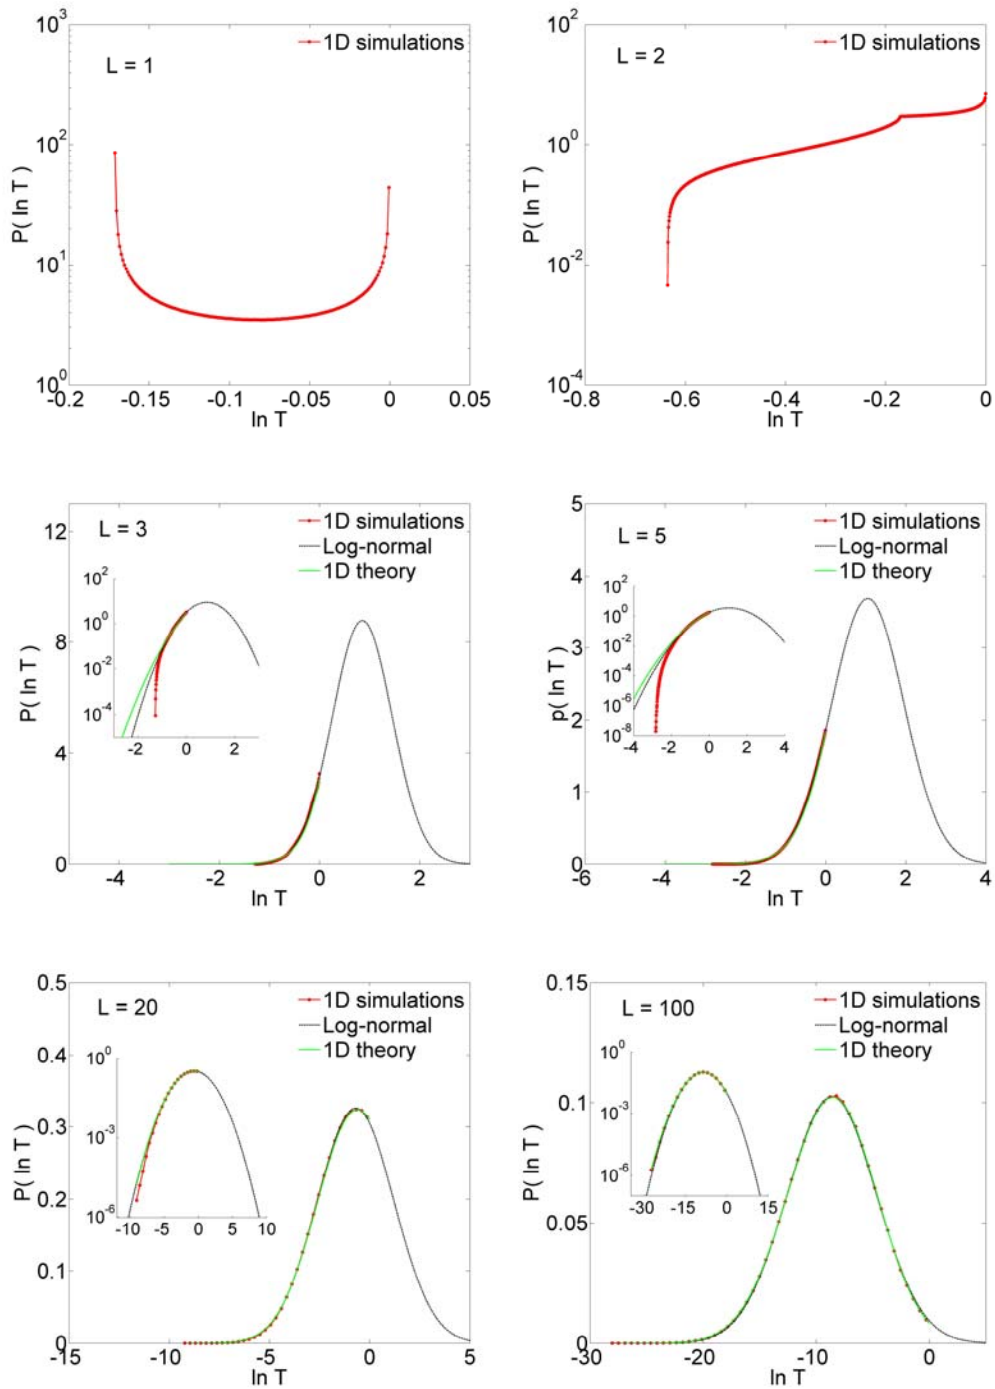 10^3
10^2
10^1
10^0
P( ln T )
L = 1
1D simulations
-0.2 -0.15 -0.1 -0.05 0 0.05
ln T
10^2
10^0
10^-2
10^-4
P( ln T )
L = 2
1D simulations
-0.8 -0.6 -0.4 -0.2 0
ln T
12
8
4
0
P( ln T )
L = 3
1D simulations
Log-normal
1D theory
10^2
10^0
10^-2
10^-4
-2 0 2
-4 -2 0 2
ln T
5
4
3
2
1
0
p( ln T )
L = 5
1D simulations
Log-normal
1D theory
10^2
10^0
10^-2
10^-4
10^-6
10^-8
-4 -2 0 2 4
-6 -4 -2 0 2 4
ln T
0.5
0.4
0.3
0.2
0.1
0
P( ln T )
L = 20
1D simulations
Log-normal
1D theory
10^0
10^-3
10^-6
-10 -5 0 5 10
-15 -10 -5 0 5
ln T
0.15
0.1
0.05
0
P( ln T )
L = 100
1D simulations
Log-normal
1D theory
10^0
10^-3
10^-6
-30 -15 0 15
-30 -20 -10 0
ln T